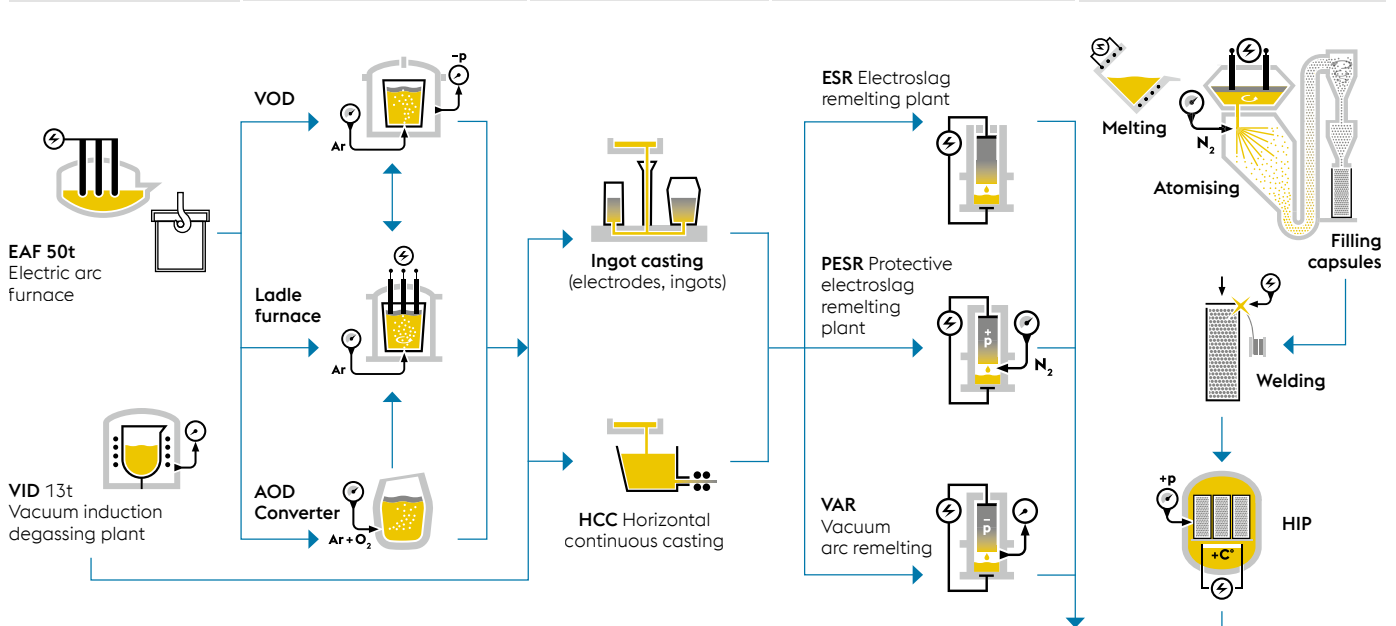 EAF 50t
Electric arc
furnace
VID 13t
Vacuum induction
degassing plant
VOD
Ar
–p
Ladle
furnace
Ar
AOD
Converter
Ar+O₂
Ingot casting
(electrodes, ingots)
HCC Horizontal
continuous casting
ESR Electroslag
remelting plant
PESR Protective
electroslag
remelting
plant
+p
N₂
VAR
Vacuum
arc remelting
–p
Melting
N₂
Atomising
Filling
capsules
Welding
+p
HIP
+C°